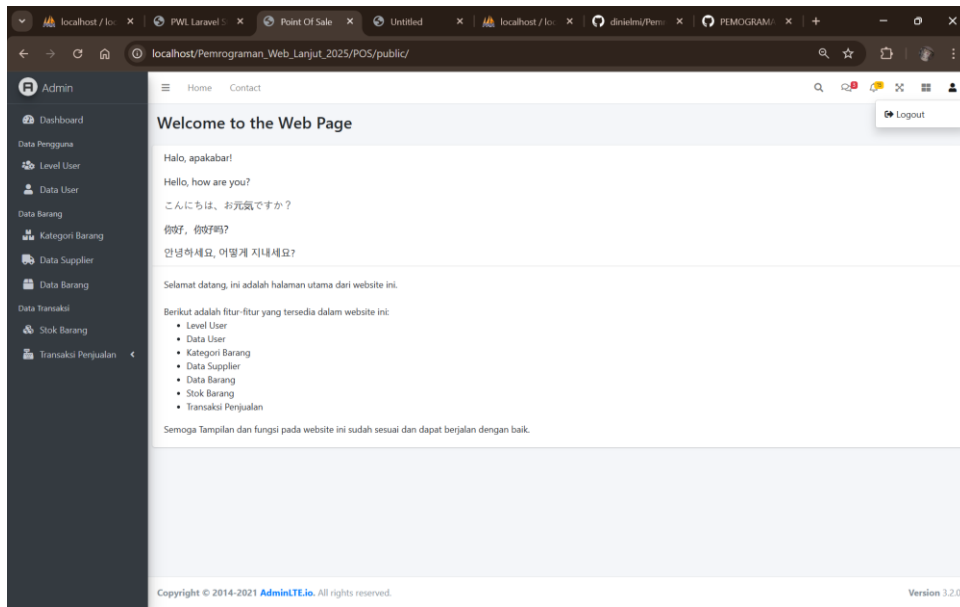 localhost / loc
PWL Laravel S
Point Of Sale
Untitled
localhost / loc
dinielmi/Peme
PEMOGRAMA
localhost/Pemrograman_Web_Lanjut_2025/POS/public/
Admin
Home Contact
Logout
Dashboard
Data Pengguna
Level User
Data User
Data Barang
Kategori Barang
Data Supplier
Data Barang
Data Transaksi
Stok Barang
Transaksi Penjualan
Welcome to the Web Page
Halo, apakabar!
Hello, how are you?
こんにちは、お元気ですか？
你好，你好吗?
안녕하세요, 어떻게 지내세요?
Selamat datang, ini adalah halaman utama dari website ini.
Berikut adalah fitur-fitur yang tersedia dalam website ini:
• Level User
• Data User
• Kategori Barang
• Data Supplier
• Data Barang
• Stok Barang
• Transaksi Penjualan
Semoga Tampilan dan fungsi pada website ini sudah sesuai dan dapat berjalan dengan baik.
Copyright © 2014-2021 AdminLTE.io. All rights reserved.
Version 3.2.0